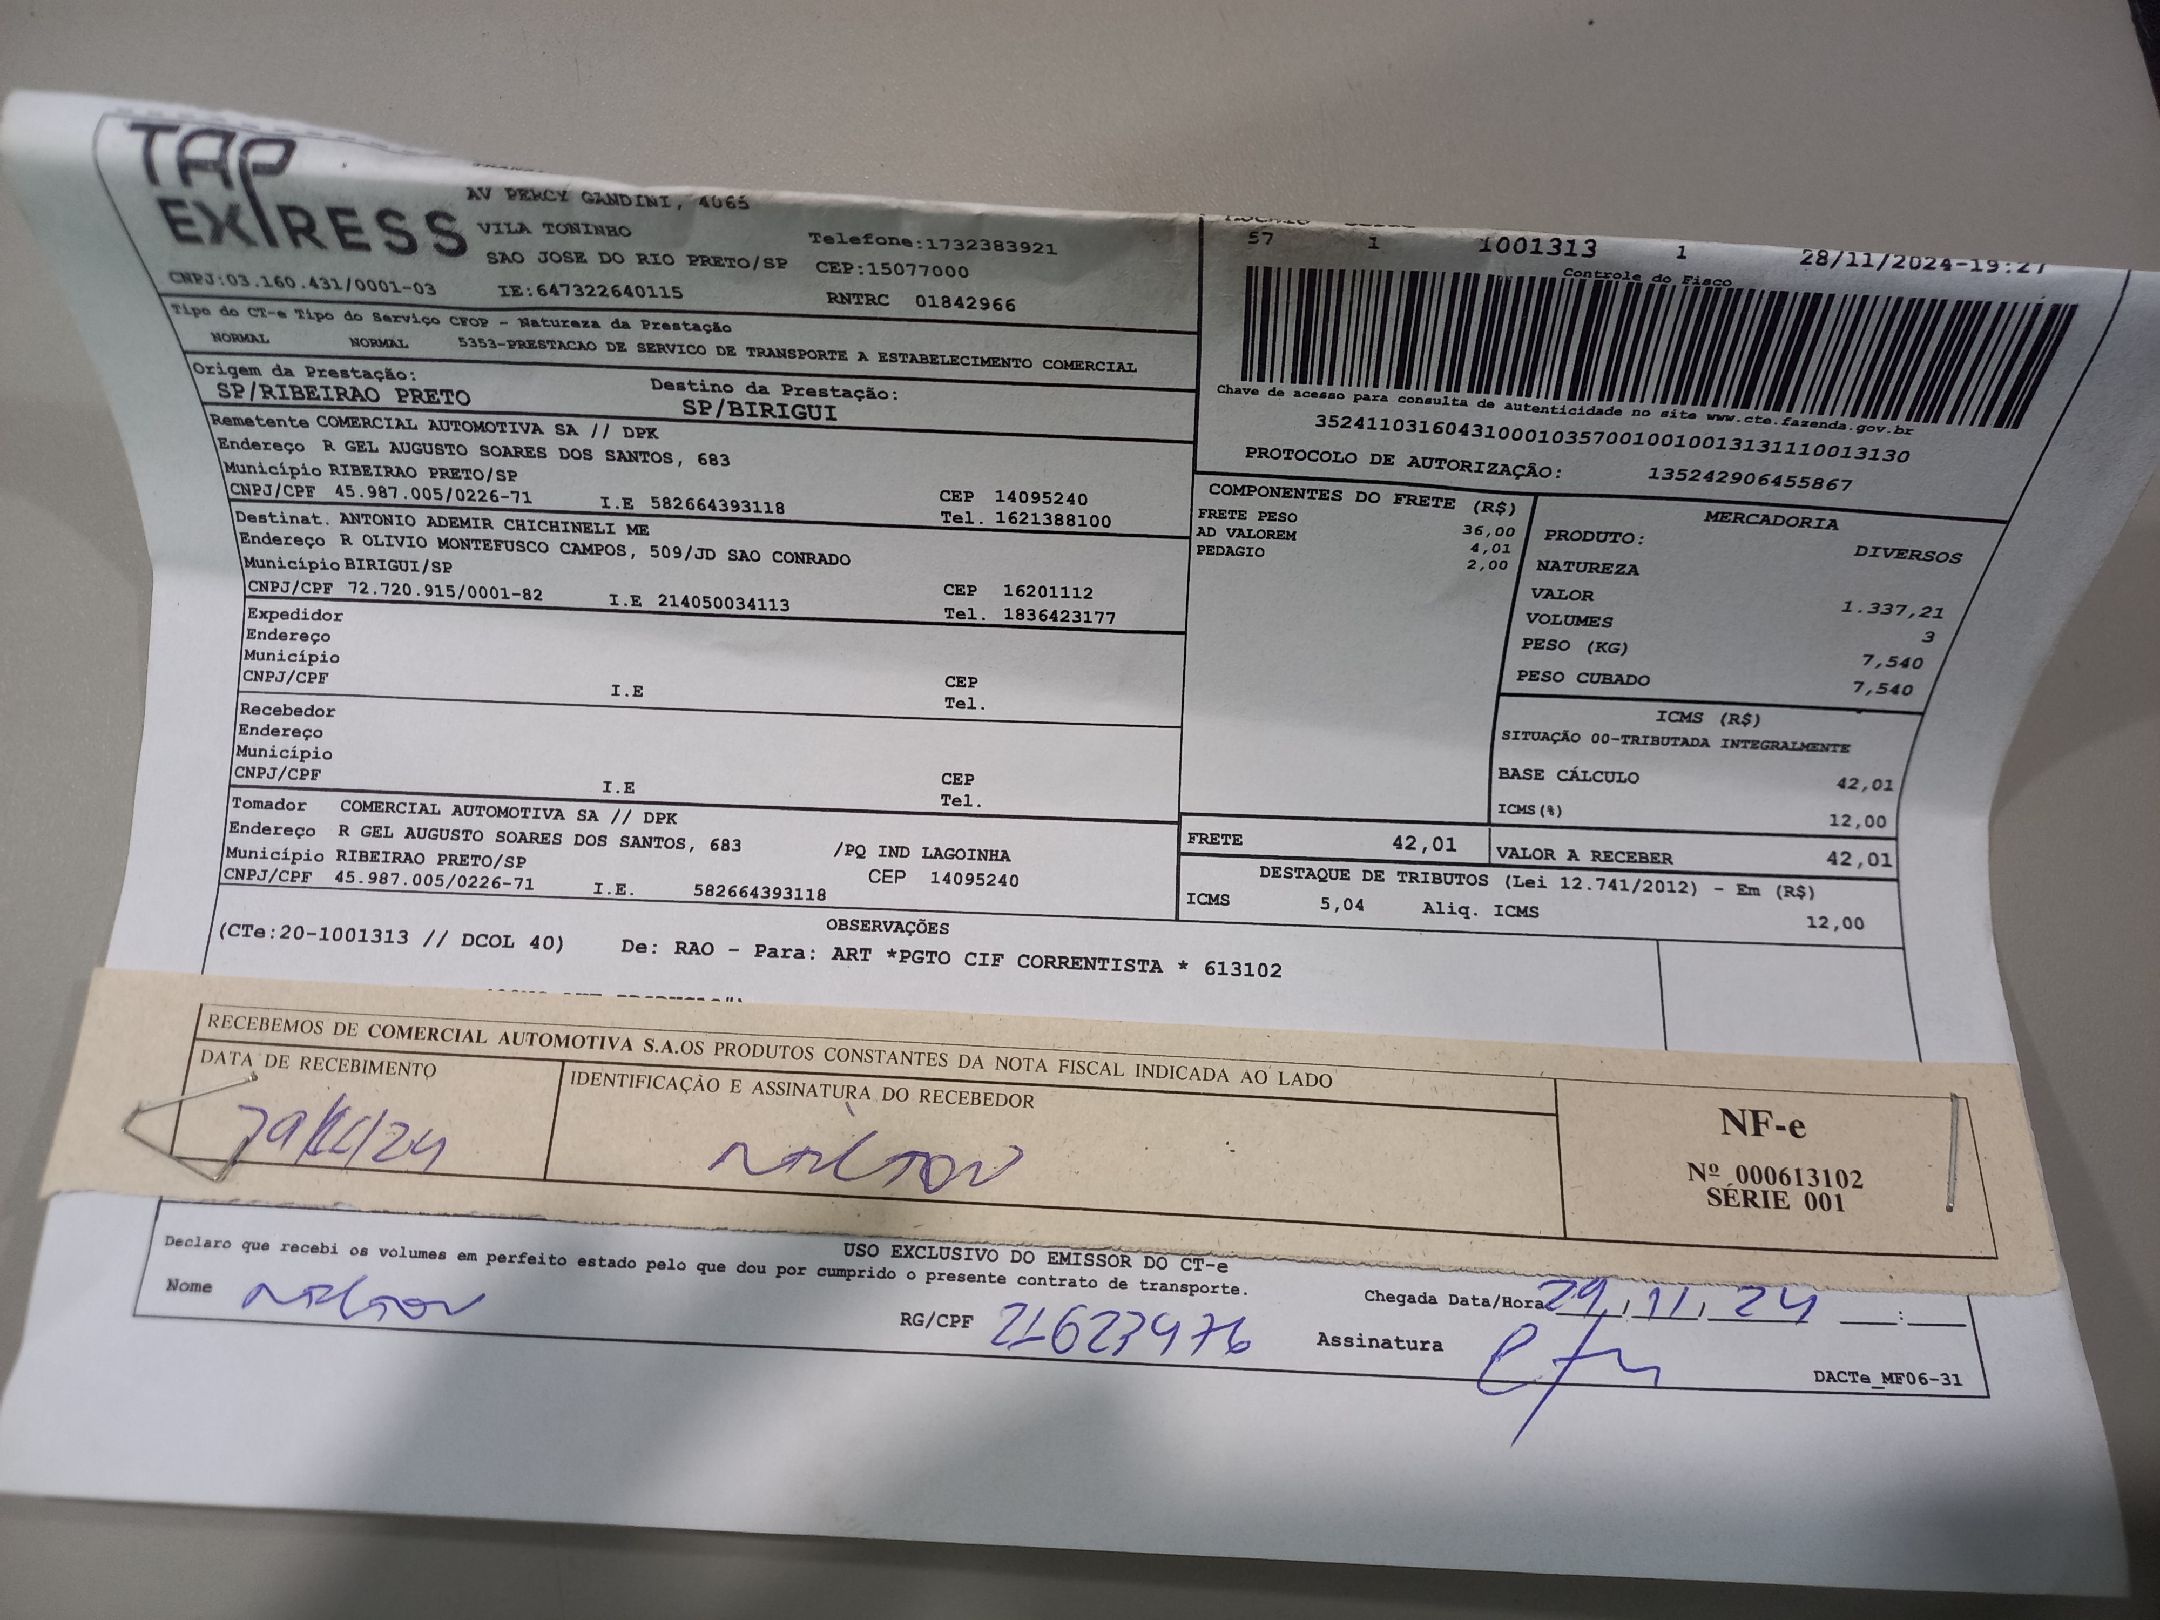 TAP
EXPRESS
AV PERCY GANDINI, 4065
VILA TONINHO
Telefone:1732383921
SAO JOSE DO RIO PRETO/SP CEP:15077000
CNPJ:03.160.431/0001-03 IE:647322640115 RNTRC 01842966
57 1 1001313 1 28/11/2024-19:27
Controle do Fisco
Tipo do CT-e Tipo do Serviço CFOP - Natureza da Prestação
NORMAL NORMAL 5353-PRESTACAO DE SERVICO DE TRANSPORTE A ESTABELECIMENTO COMERCIAL
Origem da Prestação: Destino da Prestação:
SP/RIBEIRAO PRETO SP/BIRIGUI
Chave de acesso para consulta de autenticidade no site www.cte.fazenda.gov.br
35241103160431000103570010010013131110013130
PROTOCOLO DE AUTORIZAÇÃO: 135242906455867
Remetente COMERCIAL AUTOMOTIVA SA // DPK
Endereço R GEL AUGUSTO SOARES DOS SANTOS, 683
Município RIBEIRAO PRETO/SP CEP 14095240
CNPJ/CPF 45.987.005/0226-71 I.E 582664393118 Tel. 1621388100
Destinat. ANTONIO ADEMIR CHICHINELI ME
Endereço R OLIVIO MONTEFUSCO CAMPOS, 509/JD SAO CONRADO
Município BIRIGUI/SP CEP 16201112
CNPJ/CPF 72.720.915/0001-82 I.E 214050034113 Tel. 1836423177
Expedidor
Endereço
Município CEP
CNPJ/CPF I.E Tel.
Recebedor
Endereço
Município CEP
CNPJ/CPF I.E Tel.
Tomador COMERCIAL AUTOMOTIVA SA // DPK
Endereço R GEL AUGUSTO SOARES DOS SANTOS, 683 /PQ IND LAGOINHA
Município RIBEIRAO PRETO/SP CEP 14095240
CNPJ/CPF 45.987.005/0226-71 I.E. 582664393118
COMPONENTES DO FRETE (R$)
FRETE PESO 36,00
AD VALOREM 4,01
PEDAGIO 2,00
MERCADORIA
PRODUTO: DIVERSOS
NATUREZA
VALOR 1.337,21
VOLUMES 3
PESO (KG) 7,540
PESO CUBADO 7,540
ICMS (R$)
SITUAÇÃO 00-TRIBUTADA INTEGRALMENTE
BASE CÁLCULO 42,01
ICMS(%) 12,00
FRETE 42,01 VALOR A RECEBER 42,01
DESTAQUE DE TRIBUTOS (Lei 12.741/2012) - Em (R$)
ICMS 5,04 Aliq. ICMS 12,00
OBSERVAÇÕES
(CTe:20-1001313 // DCOL 40) De: RAO - Para: ART *PGTO CIF CORRENTISTA * 613102
RECEBEMOS DE COMERCIAL AUTOMOTIVA S.A.OS PRODUTOS CONSTANTES DA NOTA FISCAL INDICADA AO LADO
DATA DE RECEBIMENTO IDENTIFICAÇÃO E ASSINATURA DO RECEBEDOR
29/11/24 NILTON
NF-e
Nº 000613102
SÉRIE 001
USO EXCLUSIVO DO EMISSOR DO CT-e
Declaro que recebi os volumes em perfeito estado pelo que dou por cumprido o presente contrato de transporte.
Nome NILTON RG/CPF 21623976 Chegada Data/Hora 29/11/24 __:__
Assinatura
DACTe_MF06-31